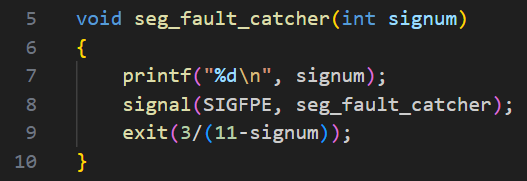 5 void seg_fault_catcher(int signum)
6 {
7 printf("%d\n", signum);
8 signal(SIGFPE, seg_fault_catcher);
9 exit(3/(11-signum));
10 }